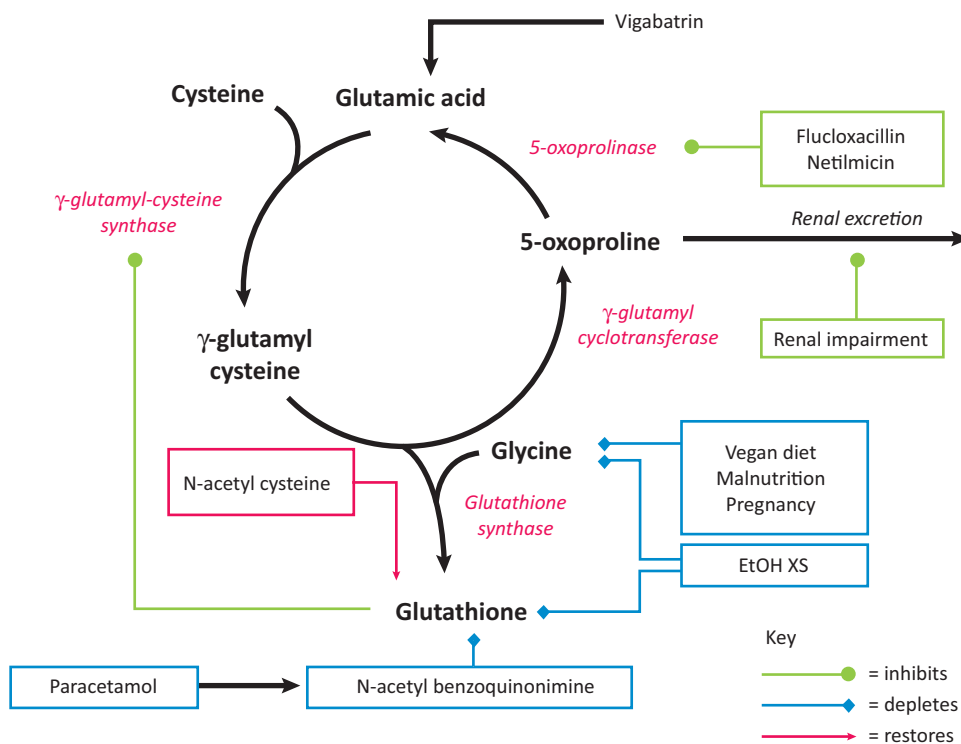 Vigabatrin
Cysteine
Glutamic acid
5-oxoprolinase
Flucloxacillin
Netilmicin
γ-glutamyl-cysteine
synthase
Renal excretion
5-oxoproline
γ-glutamyl
cyclotransferase
Renal impairment
γ-glutamyl
cysteine
Glycine
Vegan diet
Malnutrition
Pregnancy
N-acetyl cysteine
Glutathione
synthase
EtOH XS
Glutathione
Key
Paracetamol
N-acetyl benzoquinonimine
= inhibits
= depletes
= restores